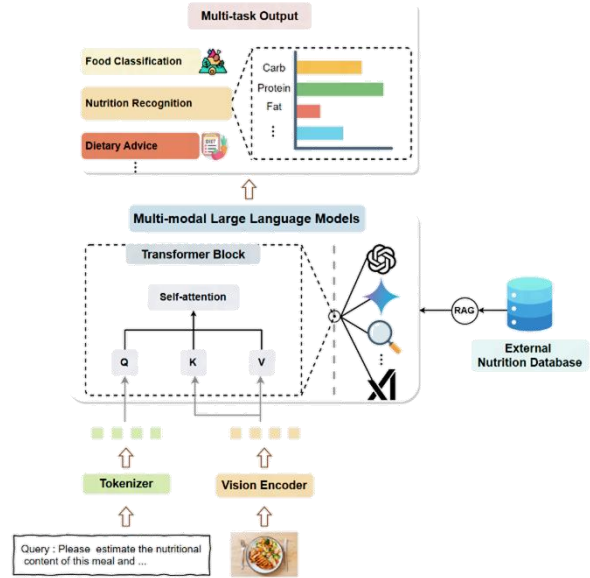 Multi-task Output
Food Classification
Nutrition Recognition
Dietary Advice
Carb
Protein
Fat
Multi-modal Large Language Models
Transformer Block
Self-attention
Q
K
V
RAG
External
Nutrition Database
Tokenizer
Vision Encoder
Query : Please estimate the nutritional
content of this meal and ...